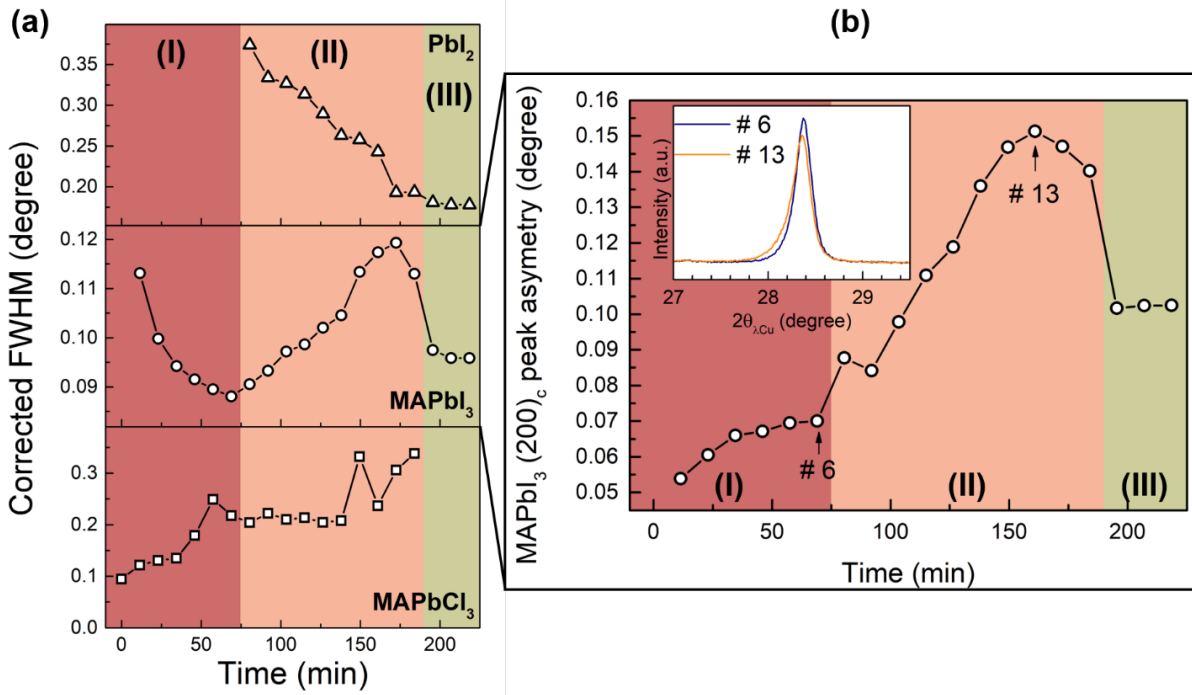 (a)
(b)
Corrected FWHM (degree)
0.35
0.30
0.25
0.20
(I)
(II)
PbI2
(III)
0.12
0.11
0.10
0.09
MAPbI3
0.3
0.2
0.1
0.0
MAPbCl3
0 50 100 150 200
Time (min)
MAPbI3 (200)c peak asymmetry (degree)
0.16
0.15
0.14
0.13
0.12
0.11
0.10
0.09
0.08
0.07
0.06
0.05
Intensity (a.u.)
# 6
# 13
27 28 29
2θλCu (degree)
# 13
# 6
(I)
(II)
(III)
0 50 100 150 200
Time (min)